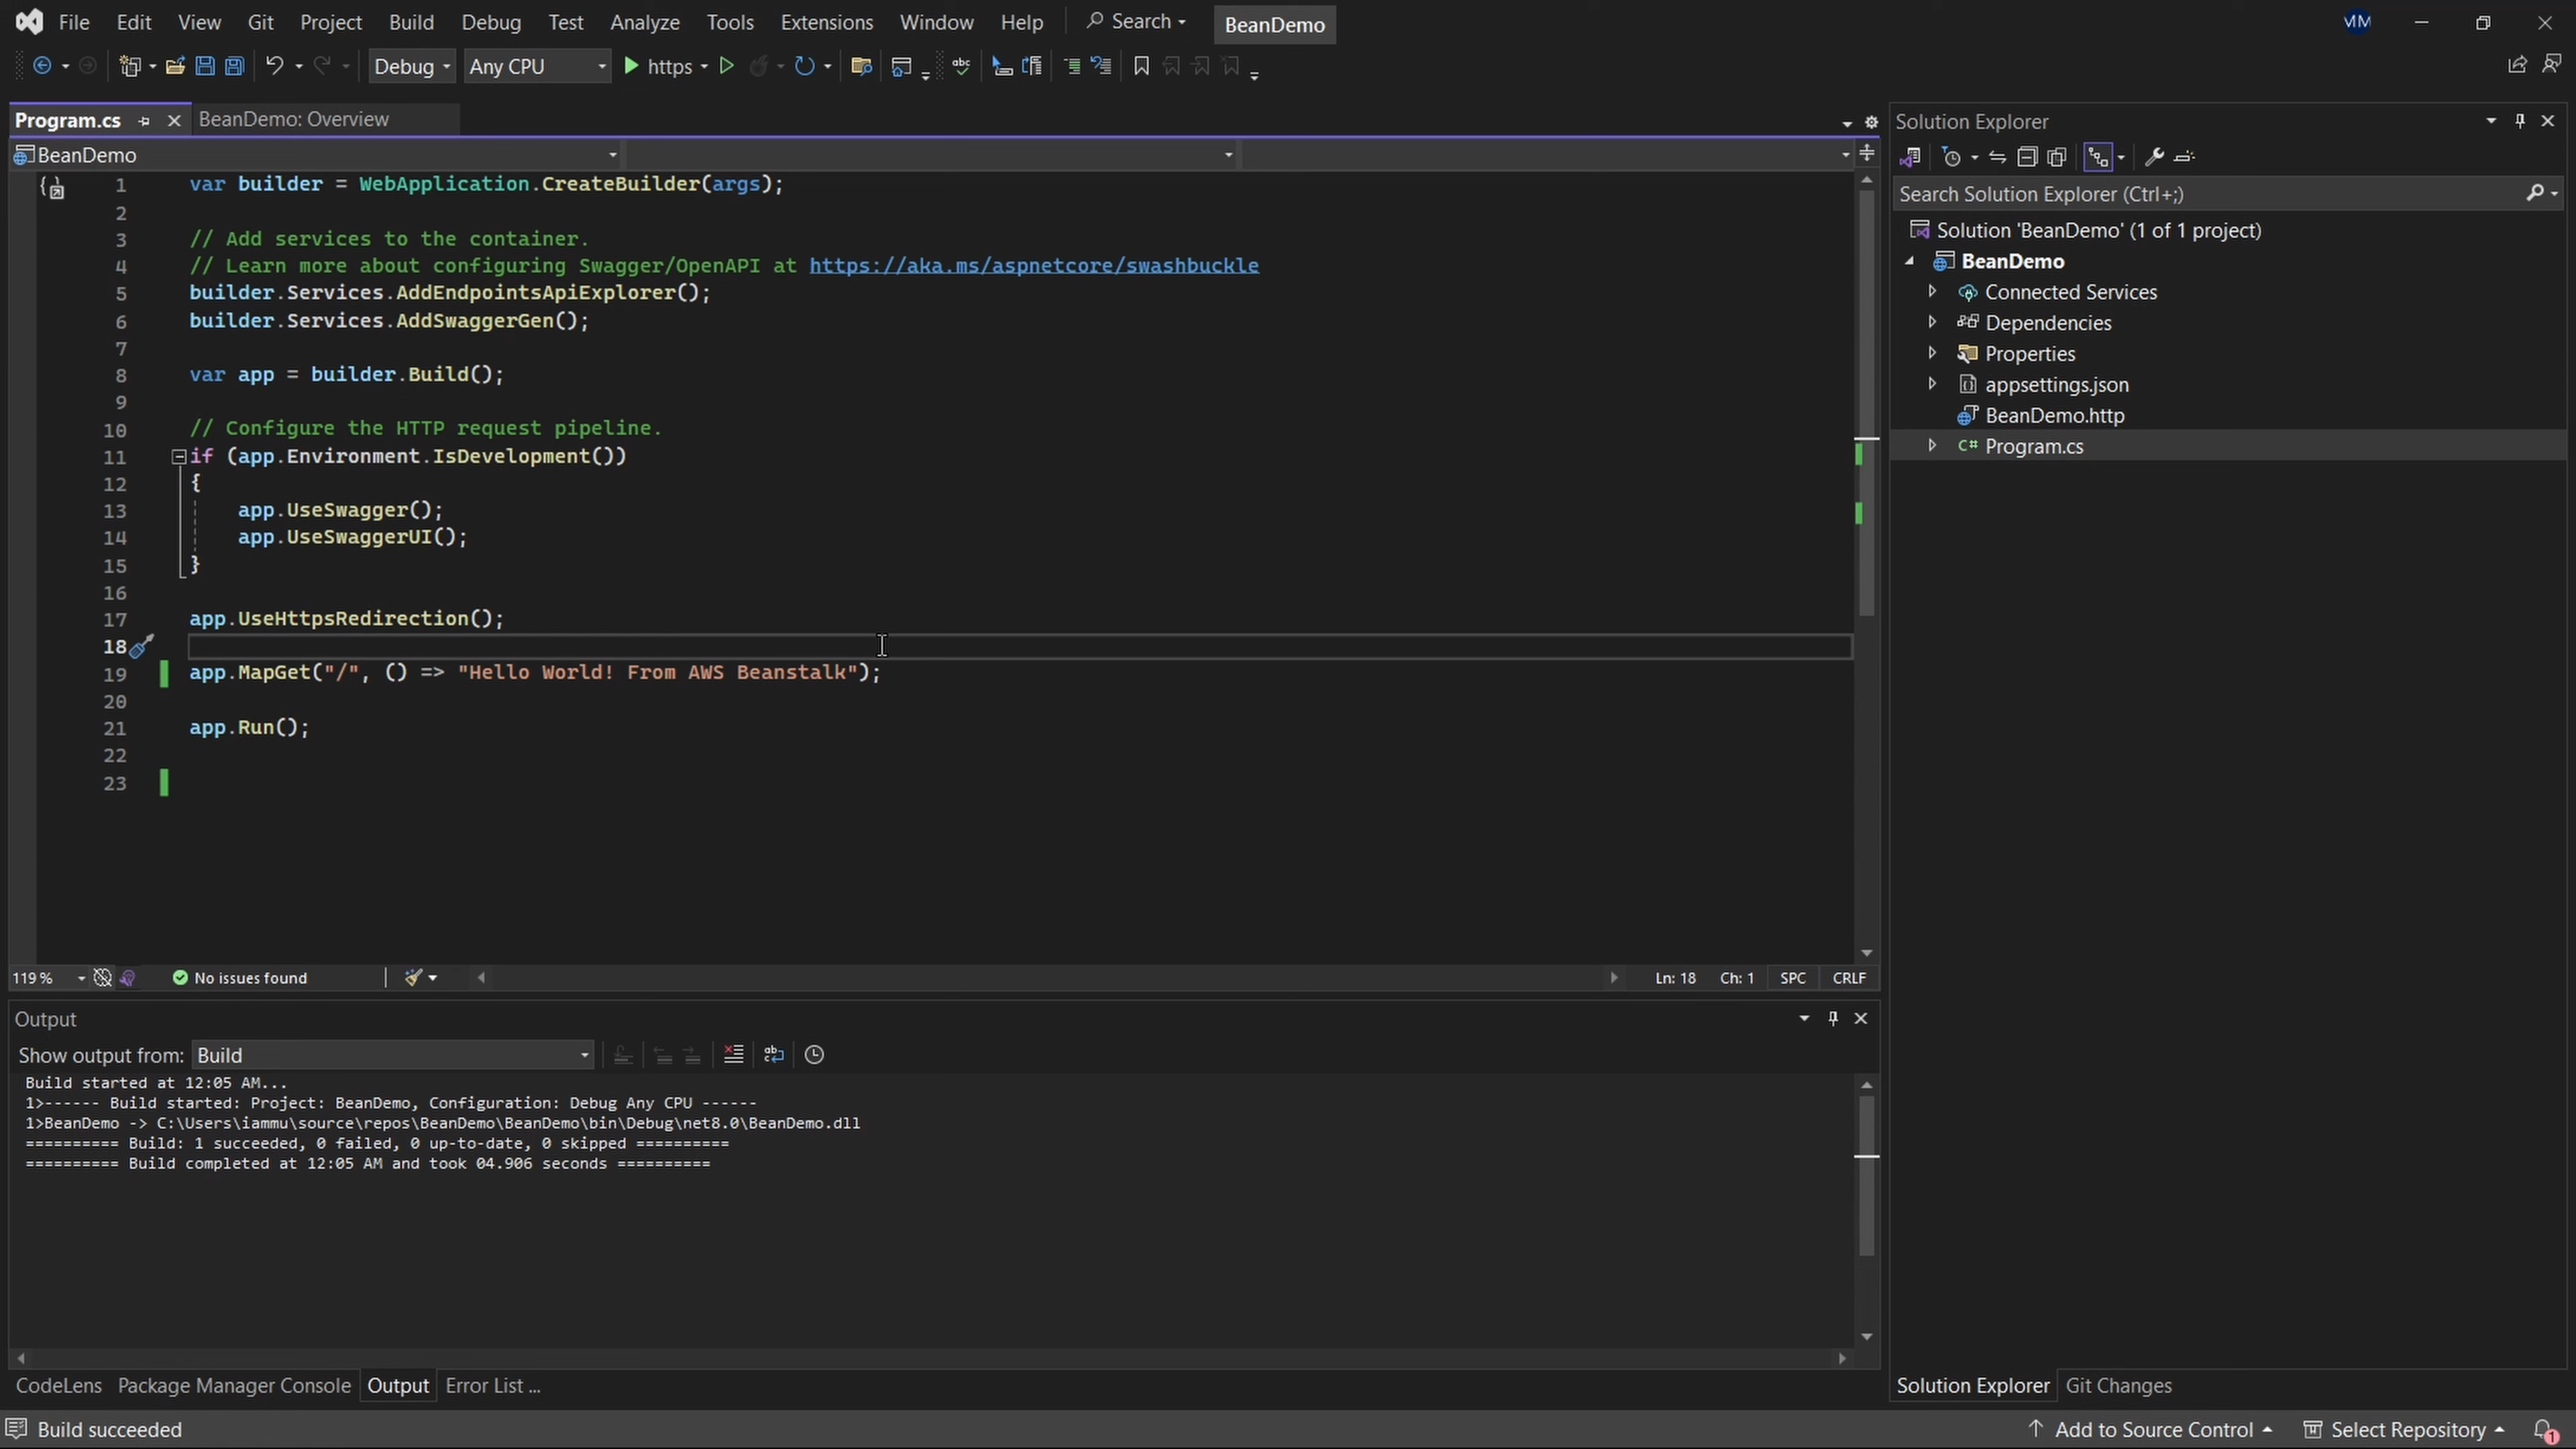 File Edit View Git Project Build Debug Test Analyze Tools Extensions Window Help Search BeanDemo MM
Debug Any CPU https
Program.cs BeanDemo: Overview
BeanDemo
1 var builder = WebApplication.CreateBuilder(args);
2
3 // Add services to the container.
4 // Learn more about configuring Swagger/OpenAPI at https://aka.ms/aspnetcore/swashbuckle
5 builder.Services.AddEndpointsApiExplorer();
6 builder.Services.AddSwaggerGen();
7
8 var app = builder.Build();
9
10 // Configure the HTTP request pipeline.
11 if (app.Environment.IsDevelopment())
12 {
13 app.UseSwagger();
14 app.UseSwaggerUI();
15 }
16
17 app.UseHttpsRedirection();
18
19 app.MapGet("/", () => "Hello World! From AWS Beanstalk");
20
21 app.Run();
22
23
119 % No issues found Ln: 18 Ch: 1 SPC CRLF
Output
Show output from: Build
Build started at 12:05 AM...
1>------ Build started: Project: BeanDemo, Configuration: Debug Any CPU ------
1>BeanDemo -> C:\Users\iammu\source\repos\BeanDemo\BeanDemo\bin\Debug\net8.0\BeanDemo.dll
========== Build: 1 succeeded, 0 failed, 0 up-to-date, 0 skipped ==========
========== Build completed at 12:05 AM and took 04.906 seconds ==========
CodeLens Package Manager Console Output Error List ...
Solution Explorer
Search Solution Explorer (Ctrl+;)
Solution 'BeanDemo' (1 of 1 project)
BeanDemo
Connected Services
Dependencies
Properties
appsettings.json
BeanDemo.http
C# Program.cs
Solution Explorer Git Changes
Build succeeded Add to Source Control Select Repository 1